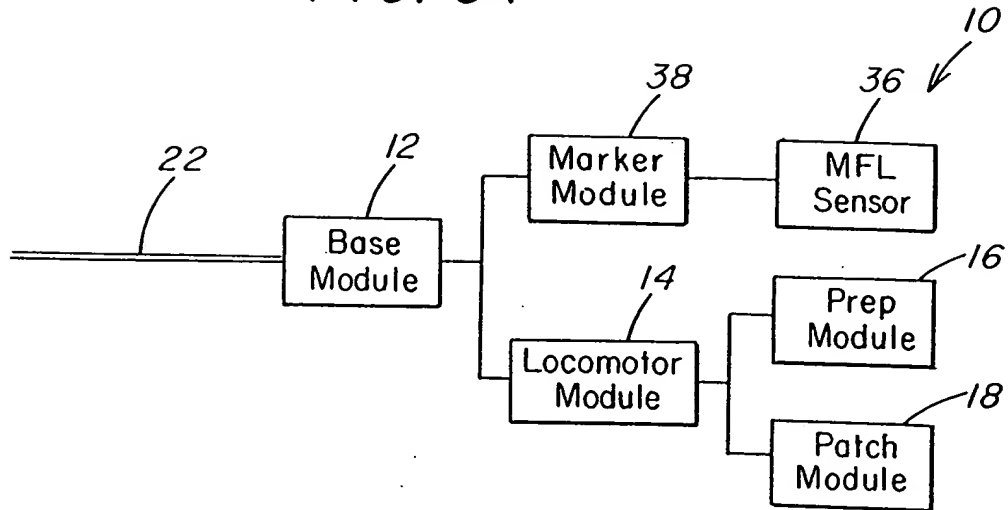 10
38
36
22
12
Marker
Module
MFL
Sensor
Base
Module
14
16
Prep
Module
Locomotor
Module
18
Patch
Module